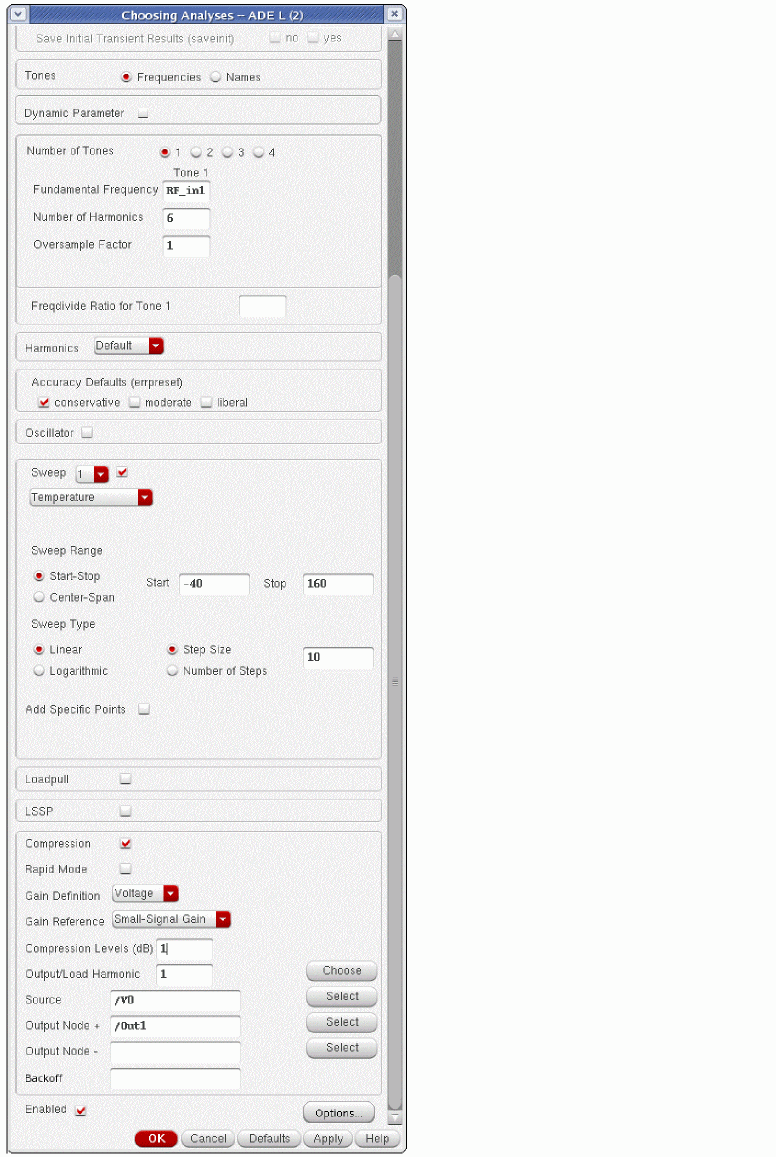 Choosing Analyses -- ADE L (2)
Save Initial Transient Results (saveinit) no yes
Tones Frequencies Names
Dynamic Parameter
Number of Tones 1 2 3 4
Tone 1
Fundamental Frequency RF_in1
Number of Harmonics 6
Oversample Factor 1
Freqdivide Ratio for Tone 1
Harmonics Default
Accuracy Defaults (errpreset)
conservative moderate liberal
Oscillator
Sweep 1
Temperature
Sweep Range
Start-Stop Start -40 Stop 160
Center-Span
Sweep Type
Linear Step Size 10
Logarithmic Number of Steps
Add Specific Points
Loadpull
LSSP
Compression
Rapid Mode
Gain Definition Voltage
Gain Reference Small-Signal Gain
Compression Levels (dB) 1
Output/Load Harmonic 1 Choose
Source /V0 Select
Output Node + /Out1 Select
Output Node - Select
Backoff
Enabled Options...
OK Cancel Defaults Apply Help